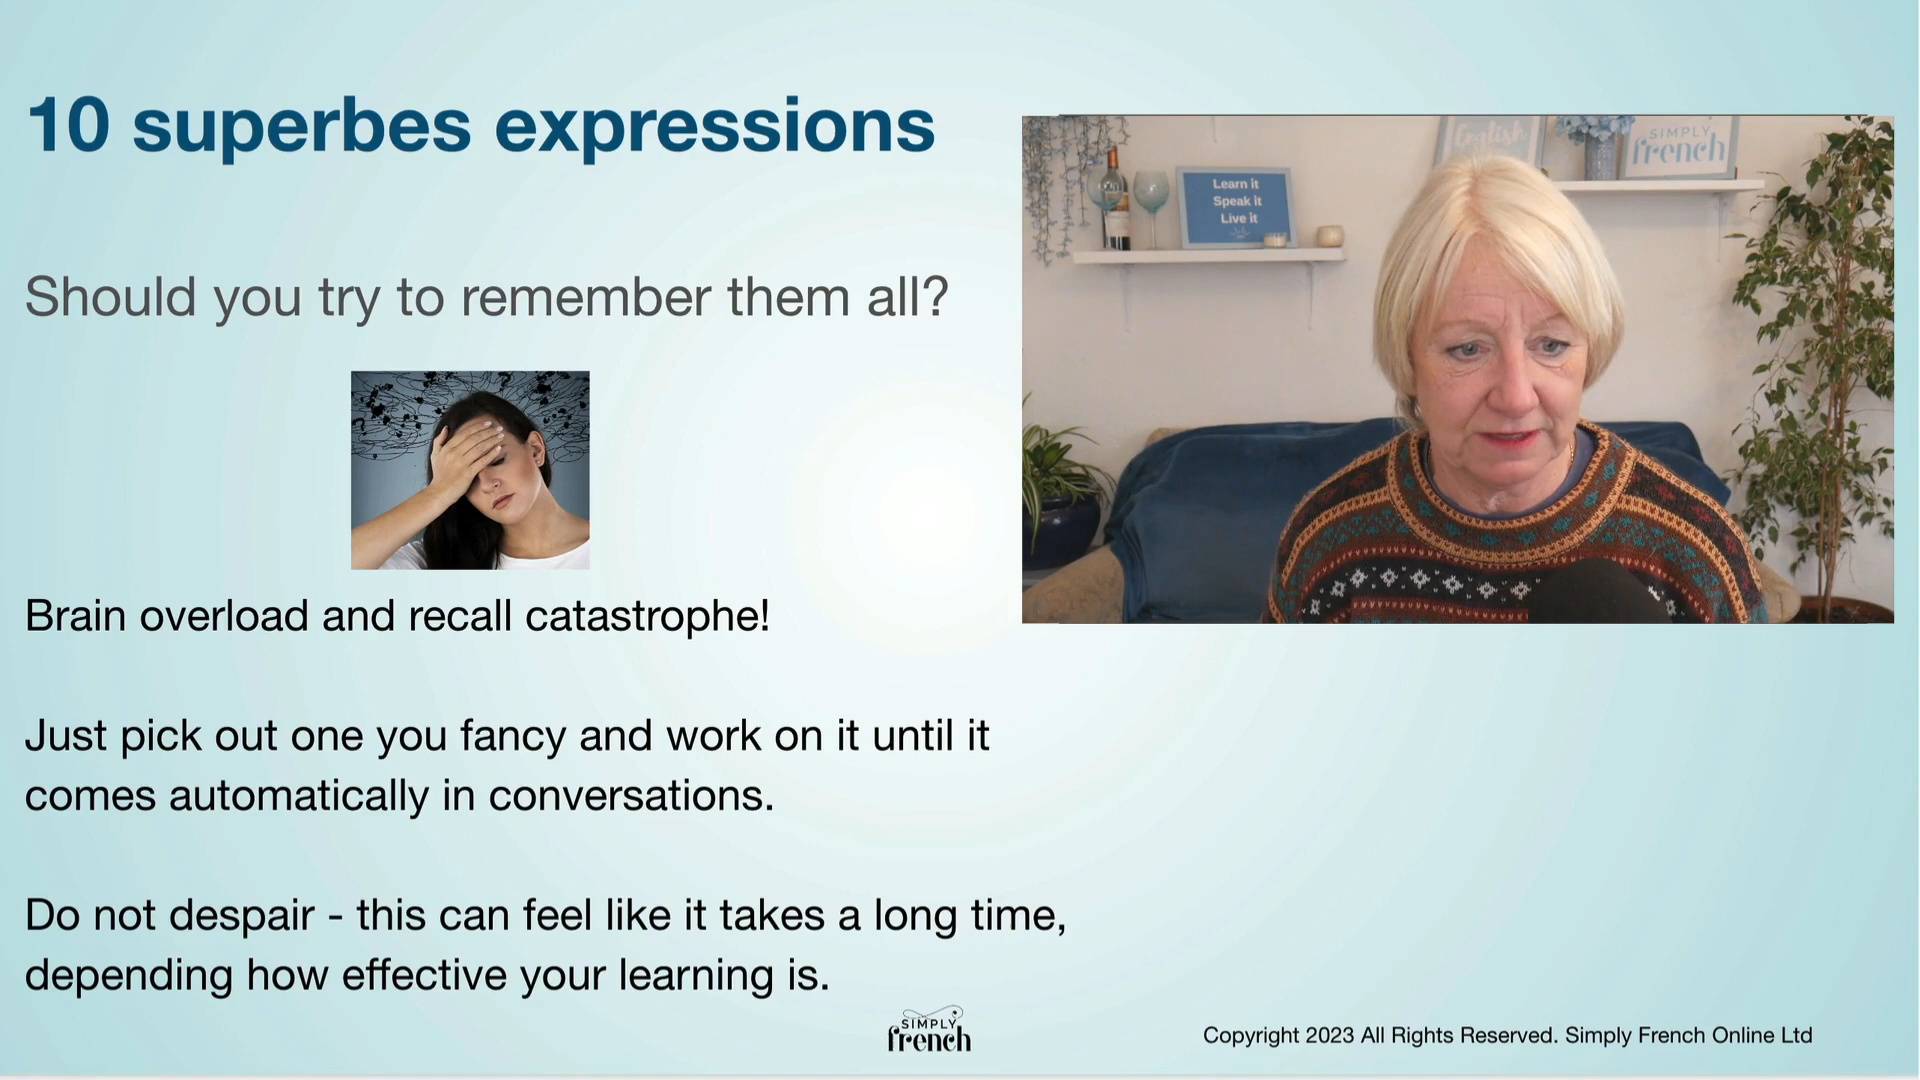 10 superbes expressions
Should you try to remember them all?
Brain overload and recall catastrophe!
Just pick out one you fancy and work on it until it
comes automatically in conversations.
Do not despair - this can feel like it takes a long time,
depending how effective your learning is.
English
SIMPLY
french
Learn it
Speak it
Live it
SIMPLY
french
Copyright 2023 All Rights Reserved. Simply French Online Ltd